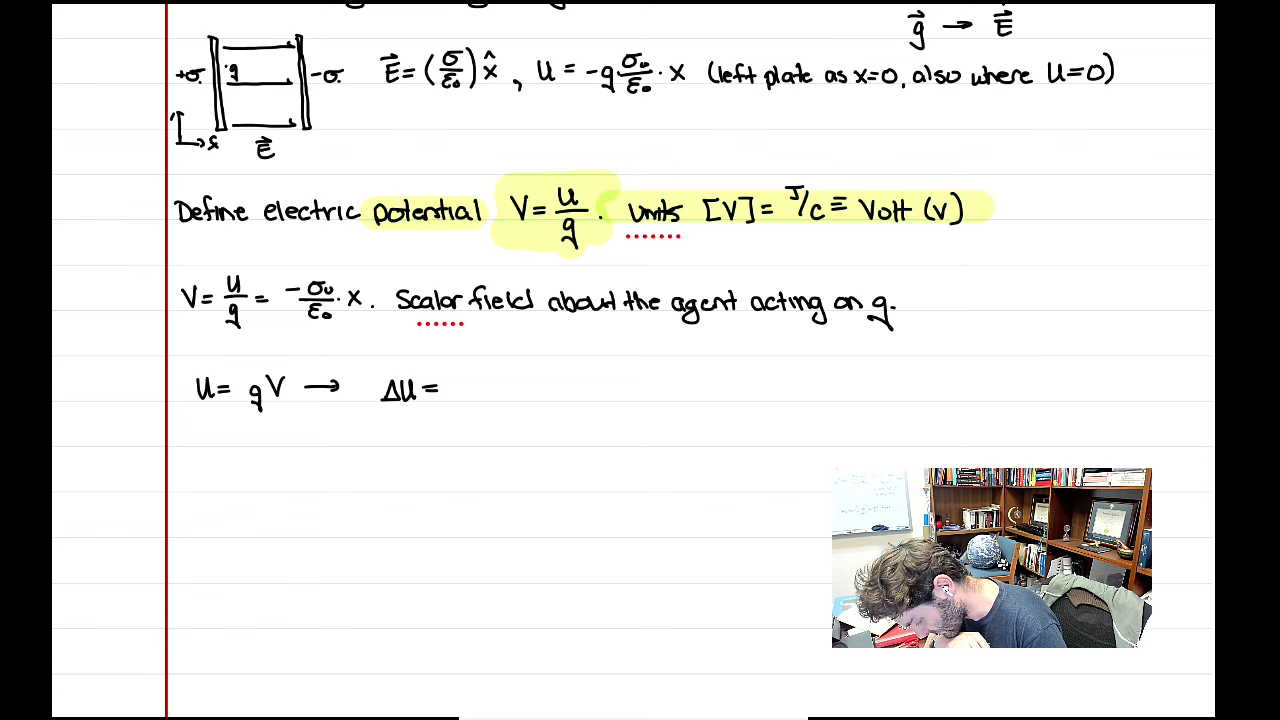 g⃗ → E⃗
+σ q -σ E⃗ = (σ/ε₀) x̂ , U = -q σ₀/ε₀ · x (left plate as x=0, also where U=0)
x
E⃗
Define electric potential V = U/q . Units [V] = J/C ≡ Volt (V)
V = U/q = -σ₀/ε₀ · x . Scalar field about the agent acting on q.
U = qV → ΔU =